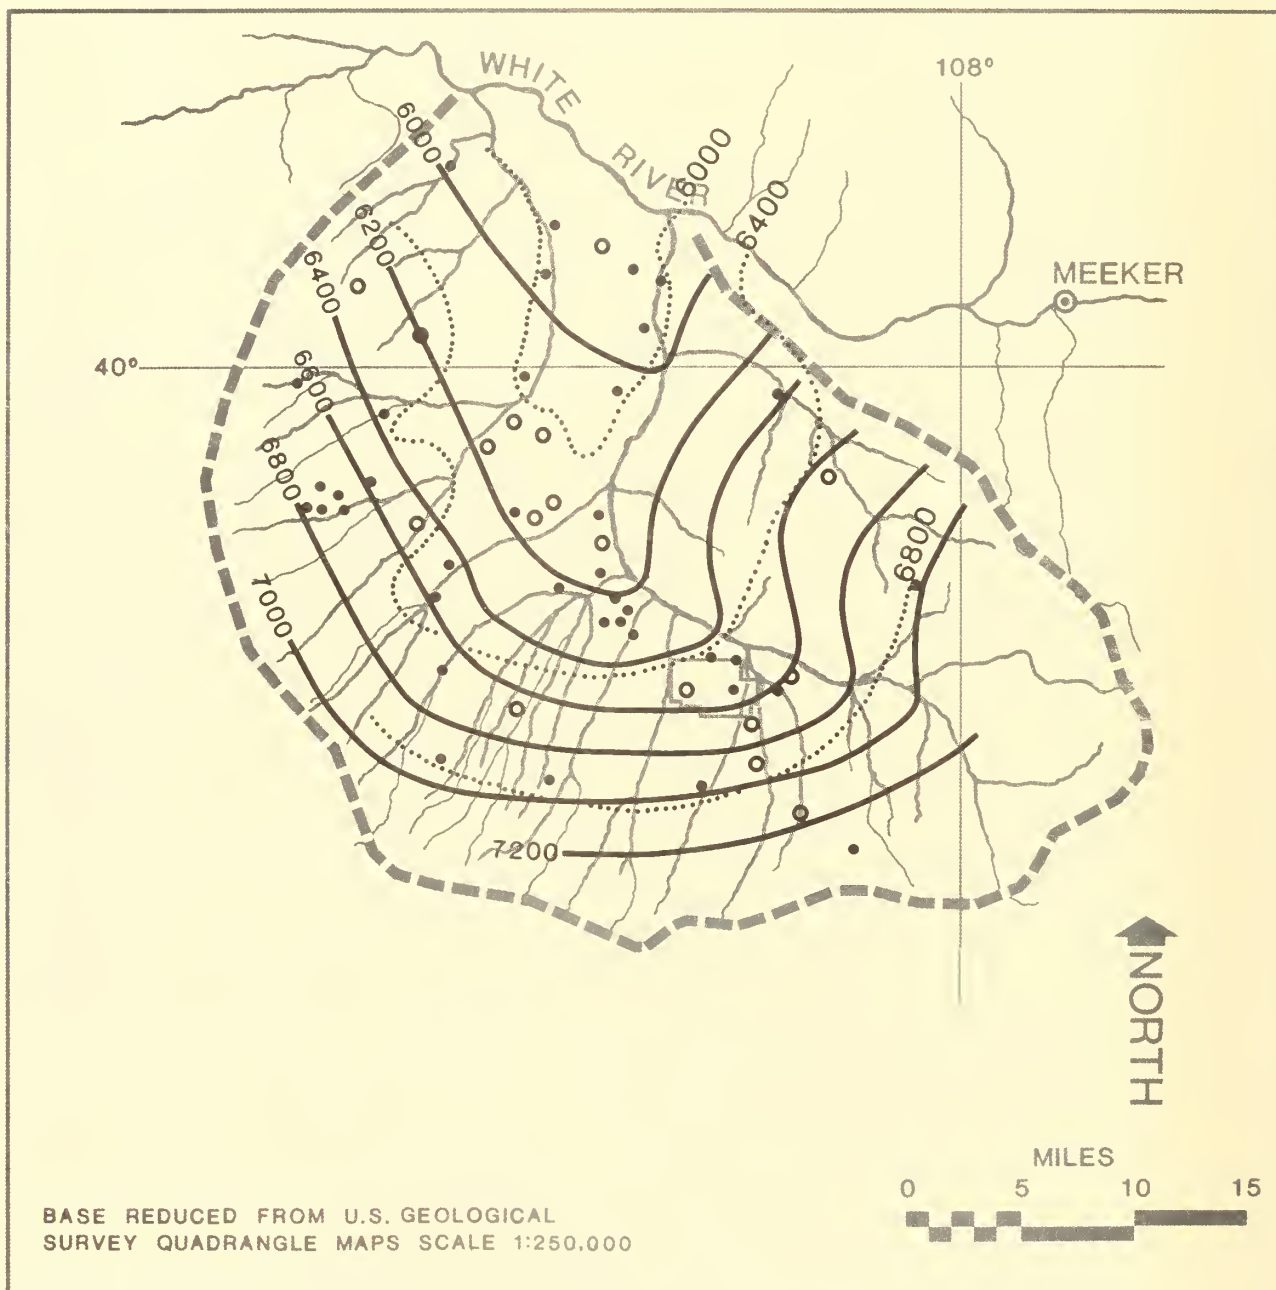 WHITE
RIVER
108°
6000
6000
6200
6400
6400
MEEKER
40°
6600
6800
6800
7000
7200
NORTH
MILES
0 5 10 15
BASE REDUCED FROM U.S. GEOLOGICAL
SURVEY QUADRANGLE MAPS SCALE 1:250,000